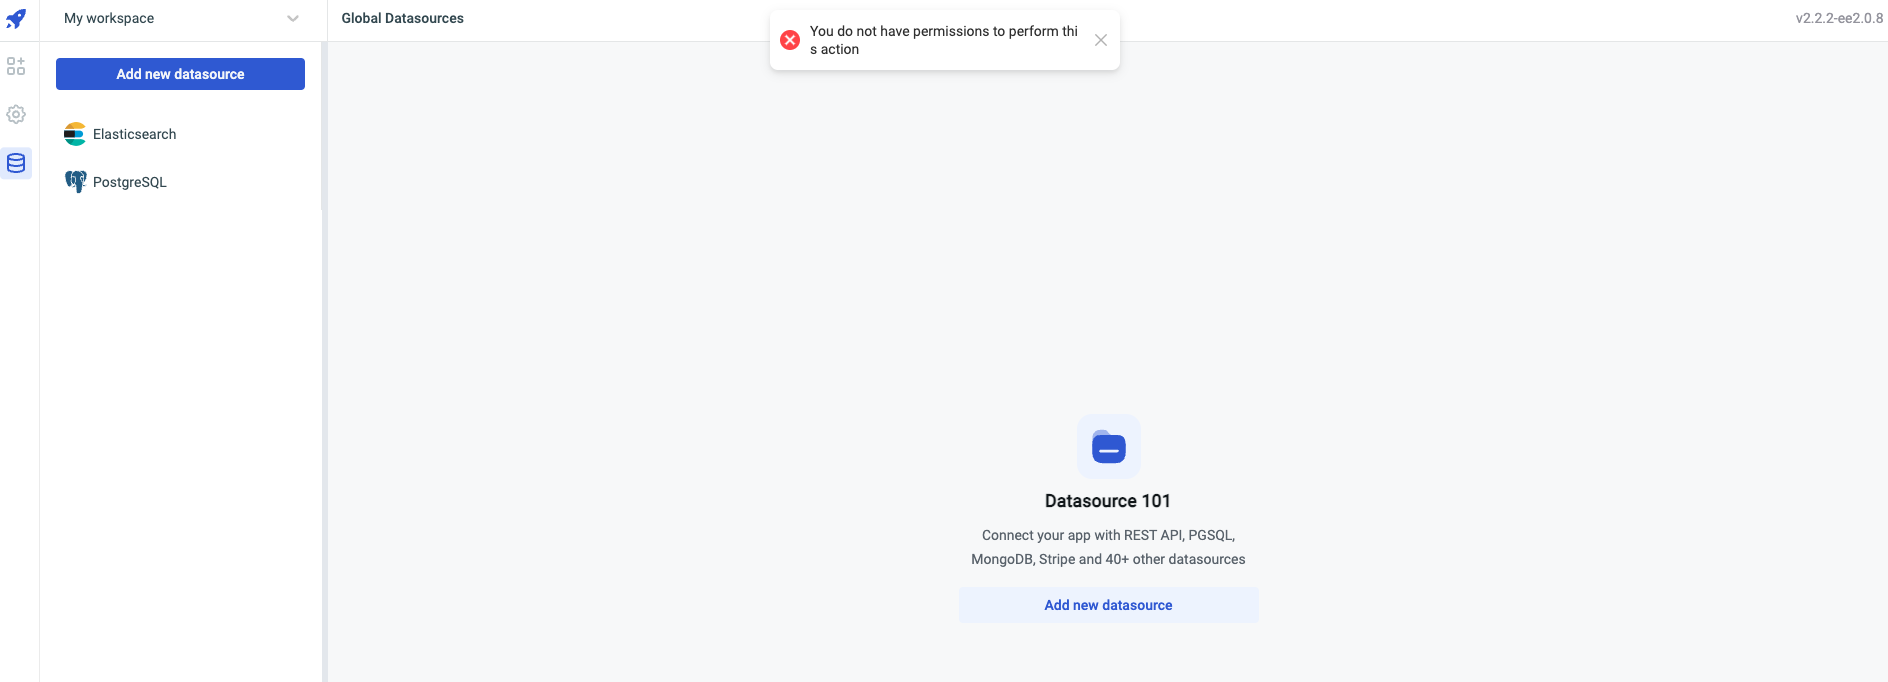 My workspace
Global Datasources
You do not have permissions to perform thi
s action
v2.2.2-ee2.0.8
Add new datasource
Elasticsearch
PostgreSQL
Datasource 101
Connect your app with REST API, PGSQL,
MongoDB, Stripe and 40+ other datasources
Add new datasource